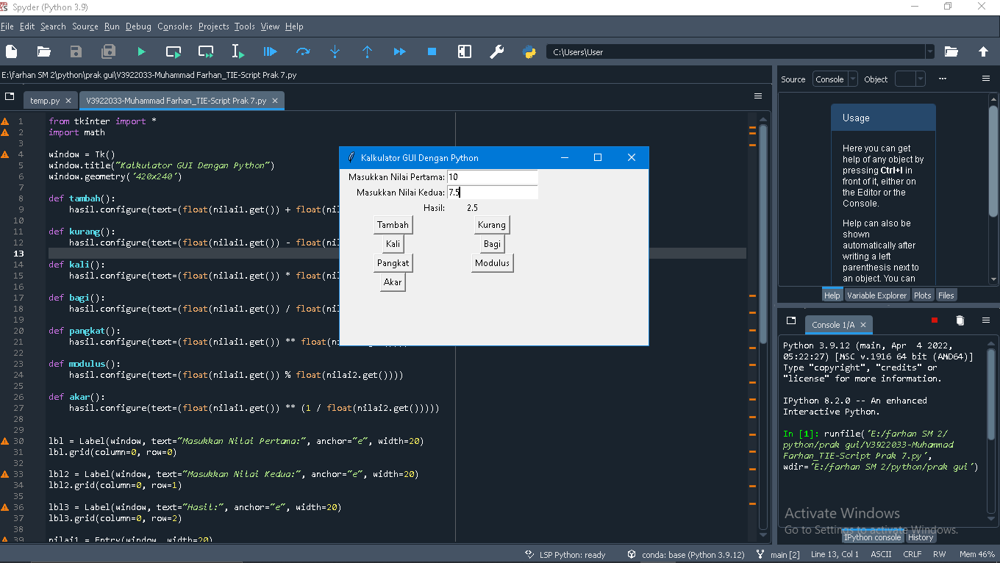 Spyder (Python 3.9)
File Edit Search Source Run Debug Consoles Projects Tools View Help
C:\Users\User
E:\farhan SM 2\python\prak gui\V3922033-Muhammad Farhan_TIE-Script Prak 7.py
temp.py
V3922033-Muhammad Farhan_TIE-Script Prak 7.py
1 from tkinter import *
2 import math
3
4 window = Tk()
5 window.title("Kalkulator GUI Dengan Python")
6 window.geometry('420x240')
7
8 def tambah():
9 hasil.configure(text=(float(nilai1.get()) + float(nil
10
11 def kurang():
12 hasil.configure(text=(float(nilai1.get()) - float(nil
13
14 def kali():
15 hasil.configure(text=(float(nilai1.get()) * float(nil
16
17 def bagi():
18 hasil.configure(text=(float(nilai1.get()) / float(nil
19
20 def pangkat():
21 hasil.configure(text=(float(nilai1.get()) ** float(n
22
23 def modulus():
24 hasil.configure(text=(float(nilai1.get()) % float(nilai2.get())))
25
26 def akar():
27 hasil.configure(text=(float(nilai1.get()) ** (1 / float(nilai2.get()))))
28
29
30 lbl = Label(window, text="Masukkan Nilai Pertama:", anchor="e", width=20)
31 lbl.grid(column=0, row=0)
32
33 lbl2 = Label(window, text="Masukkan Nilai Kedua:", anchor="e", width=20)
34 lbl2.grid(column=0, row=1)
35
36 lbl3 = Label(window, text="Hasil:", anchor="e", width=20)
37 lbl3.grid(column=0, row=2)
38
39 nilai1 = Entry(window, width=20)
Kalkulator GUI Dengan Python
Masukkan Nilai Pertama: 10
Masukkan Nilai Kedua: 7.5
Hasil: 2.5
Tambah Kurang
Kali Bagi
Pangkat Modulus
Akar
Source Console Object
Usage
Here you can get
help of any object by
pressing Ctrl+I in
front of it, either on
the Editor or the
Console.
Help can also be
shown
automatically after
writing a left
parenthesis next to
an object. You can
Help Variable Explorer Plots Files
Console 1/A
Python 3.9.12 (main, Apr 4 2022,
05:22:27) [MSC v.1916 64 bit (AMD64)]
Type "copyright", "credits" or
"license" for more information.
IPython 8.2.0 -- An enhanced
Interactive Python.
In [1]: runfile('E:/farhan SM 2/
python/prak gui/V3922033-Muhammad
Farhan_TIE-Script Prak 7.py',
wdir='E:/farhan SM 2/python/prak gui')
Activate Windows
Go to Settings to activate Windows.
IPython console History
LSP Python: ready conda: base (Python 3.9.12) main [2] Line 13, Col 1 ASCII CRLF RW Mem 46%